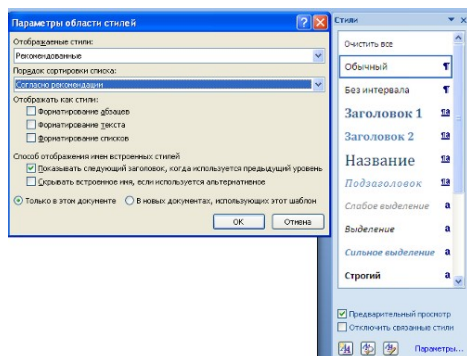 Параметры области стилей
Отображаемые стили:
Рекомендованные
Порядок сортировки списка:
Согласно рекомендации
Отображать как стили:
Форматирование абзацев
Форматирование текста
Форматирование списков
Способ отображения имен встроенных стилей
Показывать следующий заголовок, когда используется предыдущий уровень
Скрывать встроенное имя, если используется альтернативное
Только в этом документе В новых документах, использующих этот шаблон
ОК Отмена
Стили
Очистить все
Обычный ¶
Без интервала ¶
Заголовок 1 ¶a
Заголовок 2 ¶a
Название ¶a
Подзаголовок ¶a
Слабое выделение a
Выделение a
Сильное выделение a
Строгий a
Предварительный просмотр
Отключить связанные стили
Параметры...